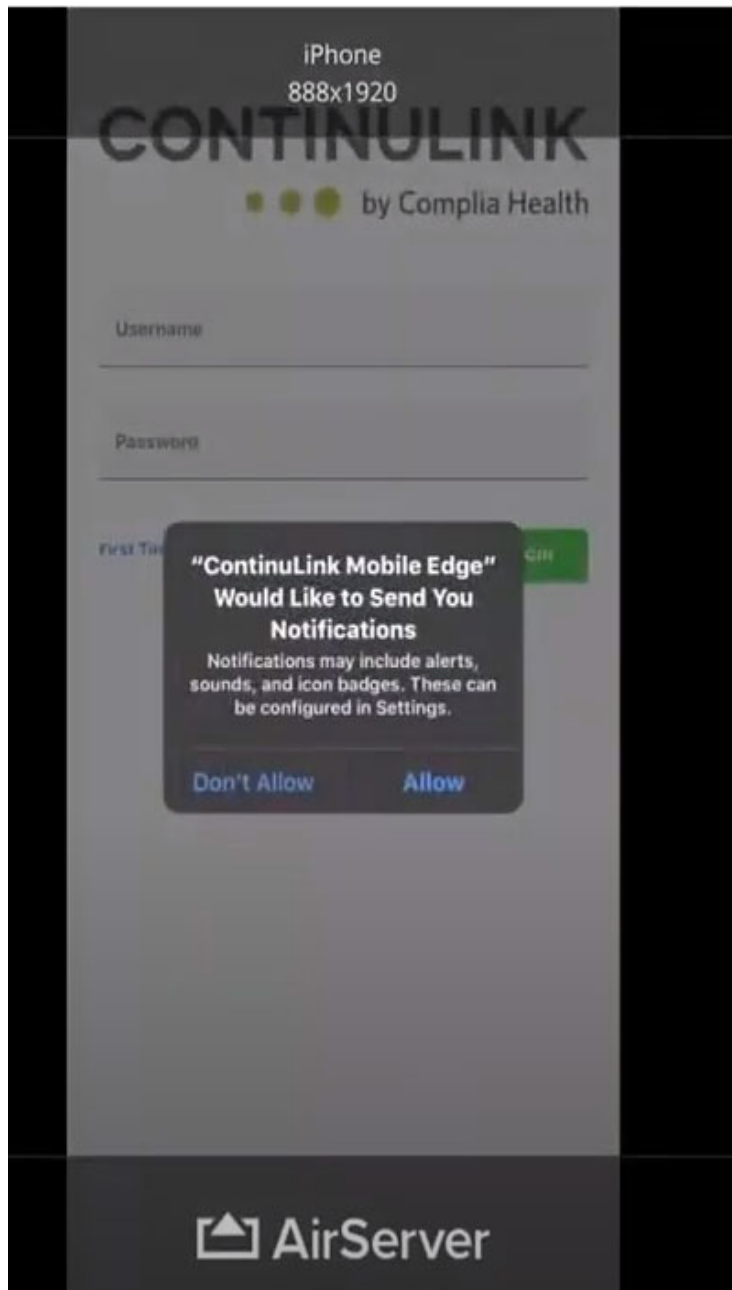 iPhone
888x1920
CONTINULINK
by Complia Health
Username
Password
First
“ContinuLink Mobile Edge”
Would Like to Send You
Notifications
Notifications may include alerts,
sounds, and icon badges. These can
be configured in Settings.
Don't Allow
Allow
AirServer